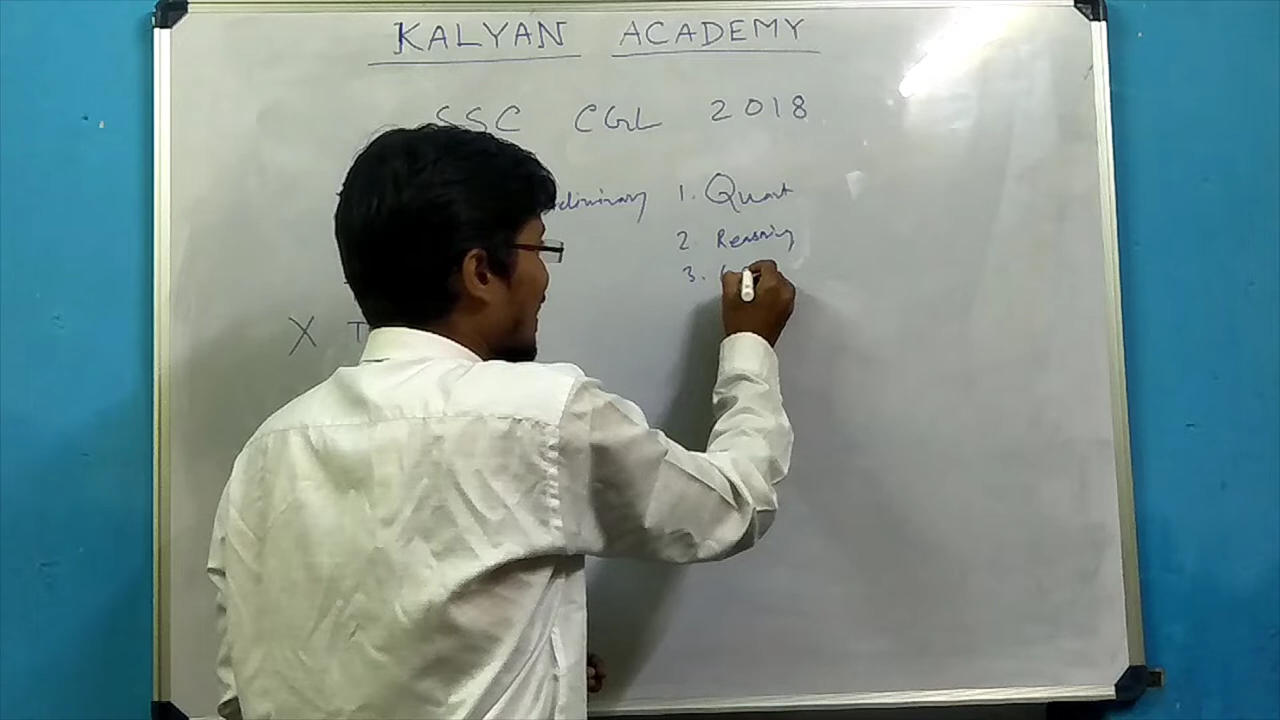 KALYAN ACADEMY
SSC CGL 2018
1. Quant
2. Reasoning
3.
X T